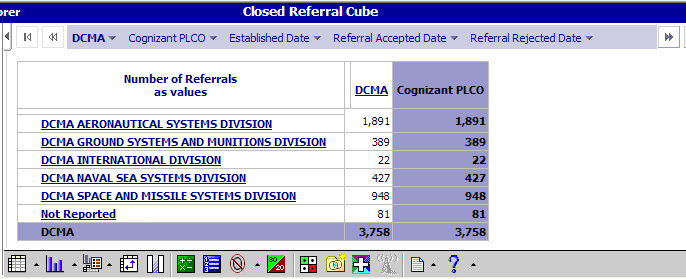 orer Closed Referral Cube
DCMA Cognizant PLCO Established Date Referral Accepted Date Referral Rejected Date
Number of Referrals
as values
DCMA Cognizant PLCO
DCMA AERONAUTICAL SYSTEMS DIVISION 1,891 1,891
DCMA GROUND SYSTEMS AND MUNITIONS DIVISION 389 389
DCMA INTERNATIONAL DIVISION 22 22
DCMA NAVAL SEA SYSTEMS DIVISION 427 427
DCMA SPACE AND MISSILE SYSTEMS DIVISION 948 948
Not Reported 81 81
DCMA 3,758 3,758
80
20
?